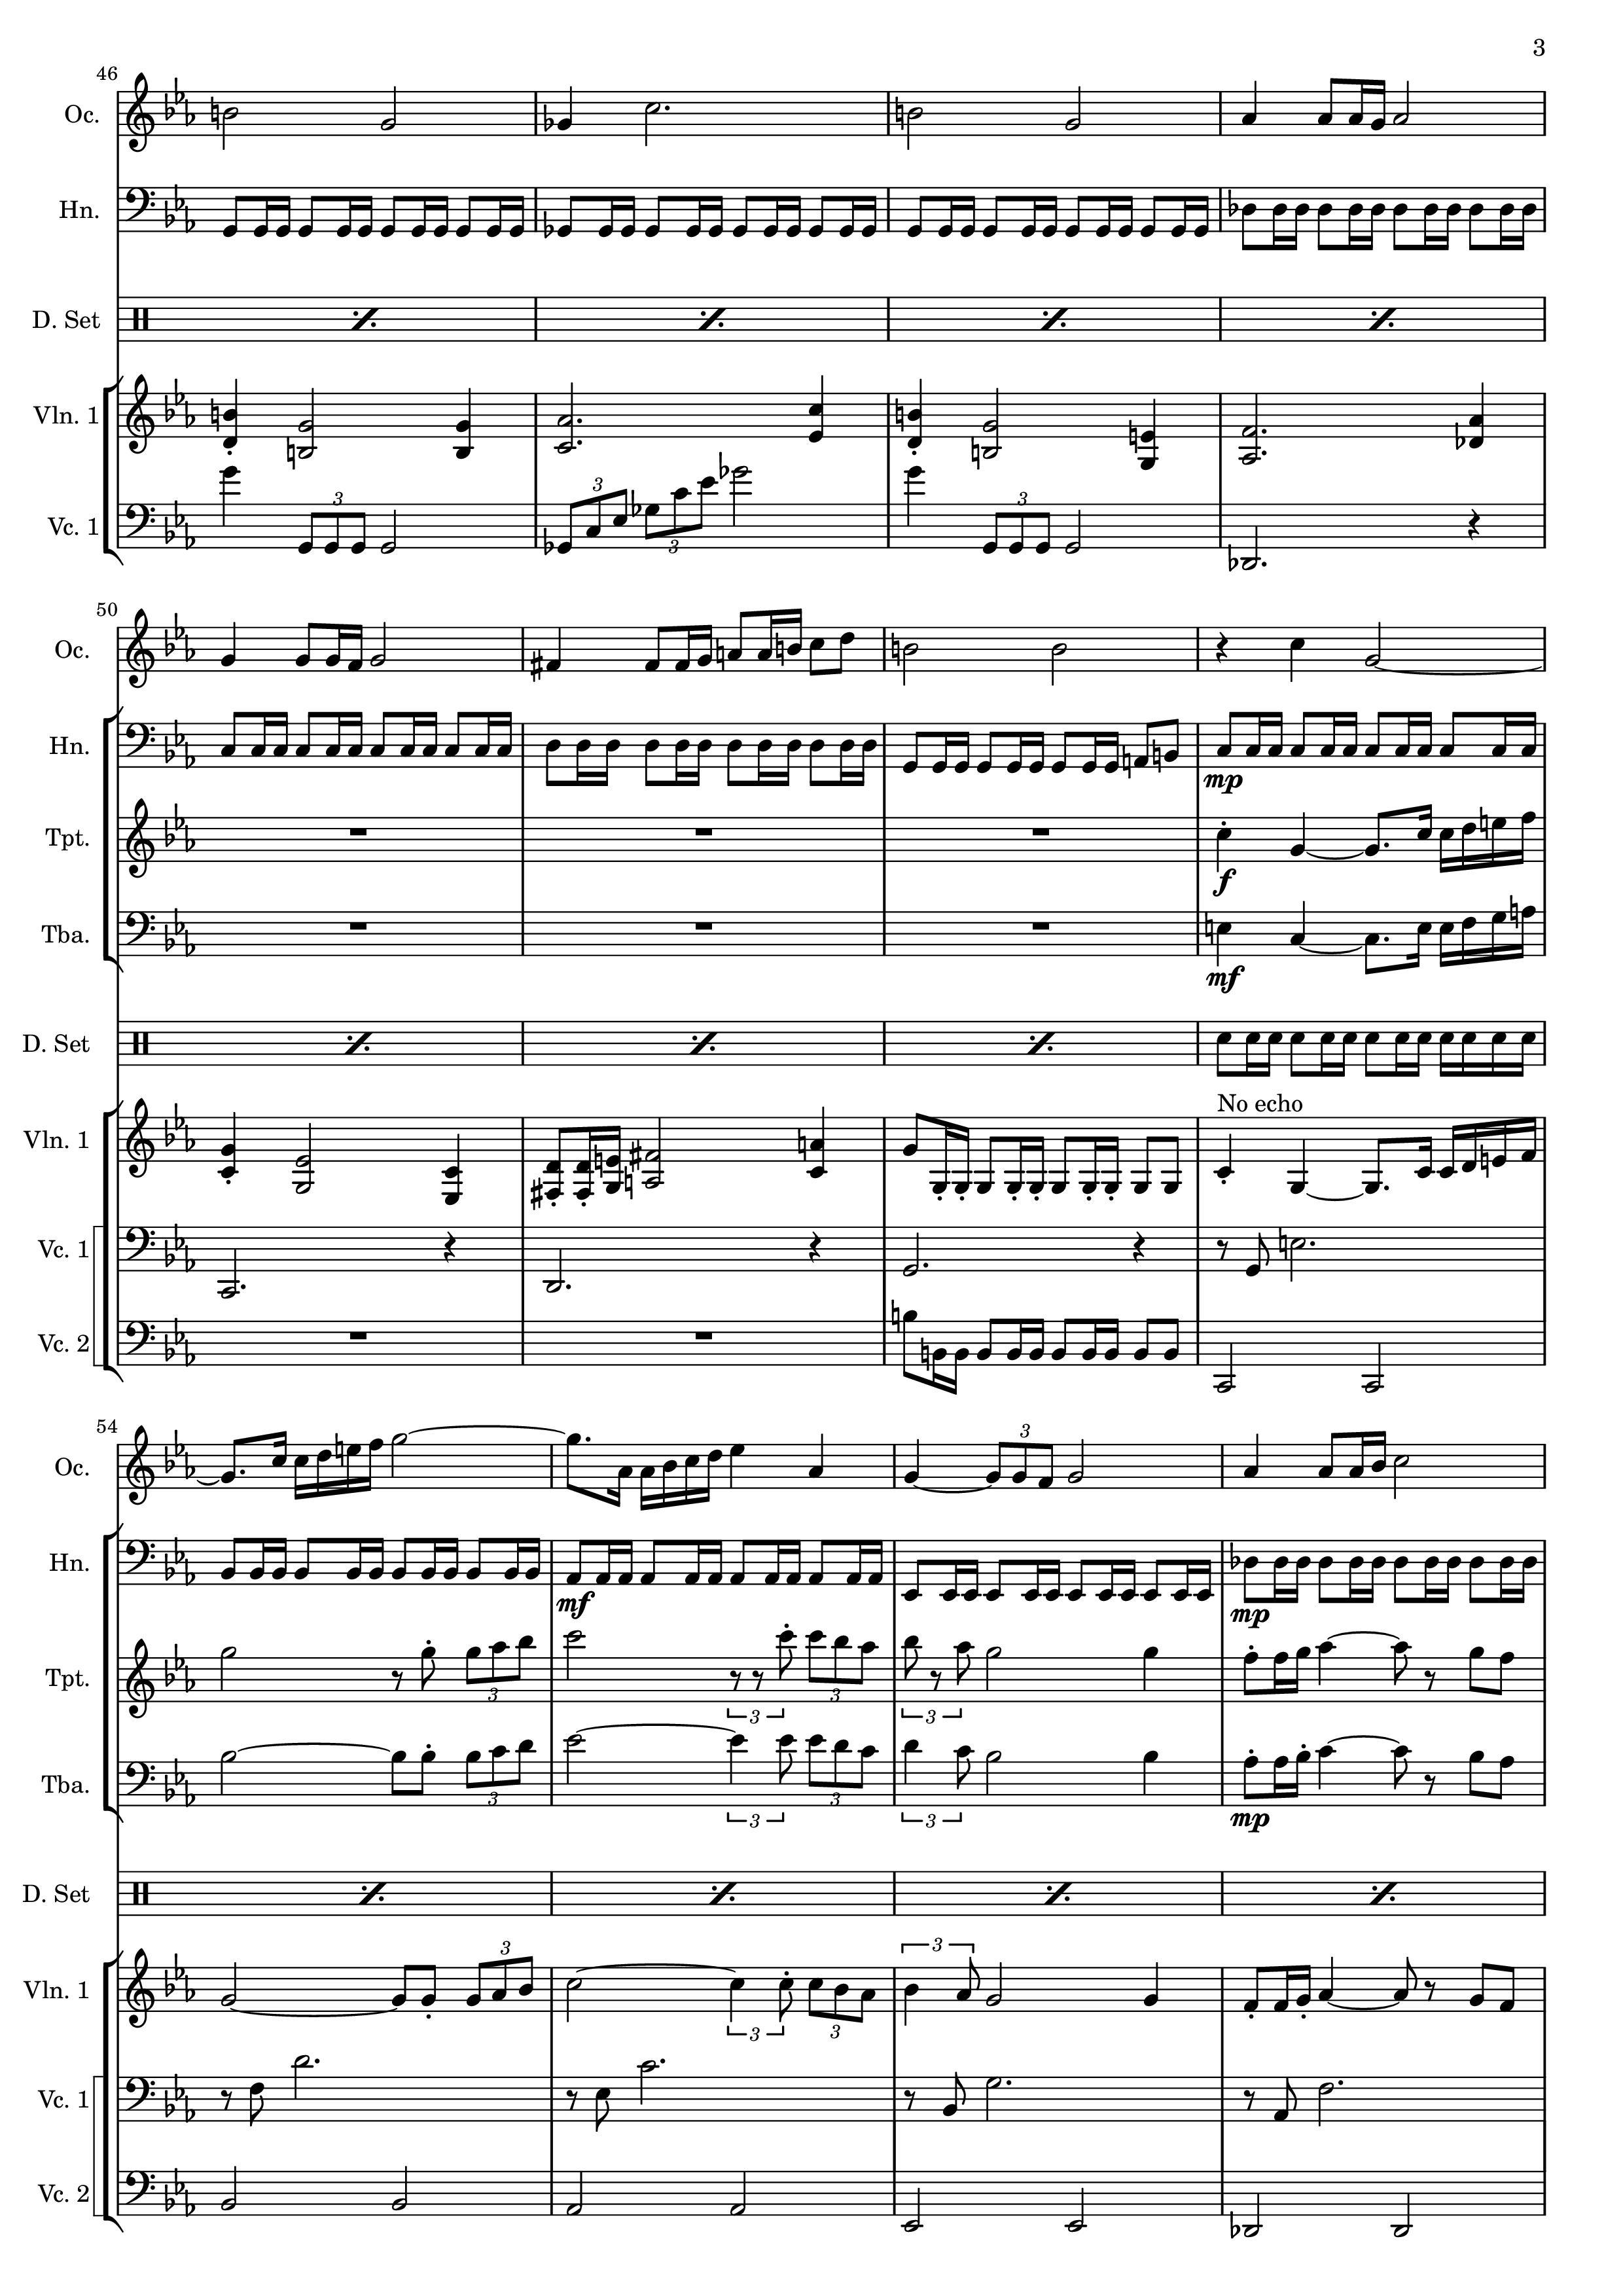 3
46
Oc.
Hn.
D. Set
Vln. 1
3
Vc. 1
3
3
3
50
Oc.
Hn.
mp
Tpt.
f
Tba.
mf
D. Set
No echo
Vln. 1
Vc. 1
Vc. 2
54
3
Oc.
Hn.
mf
mp
Tpt.
3
3
3
3
Tba.
3
3
3
3
mp
D. Set
3
3
Vln. 1
3
3
Vc. 1
Vc. 2